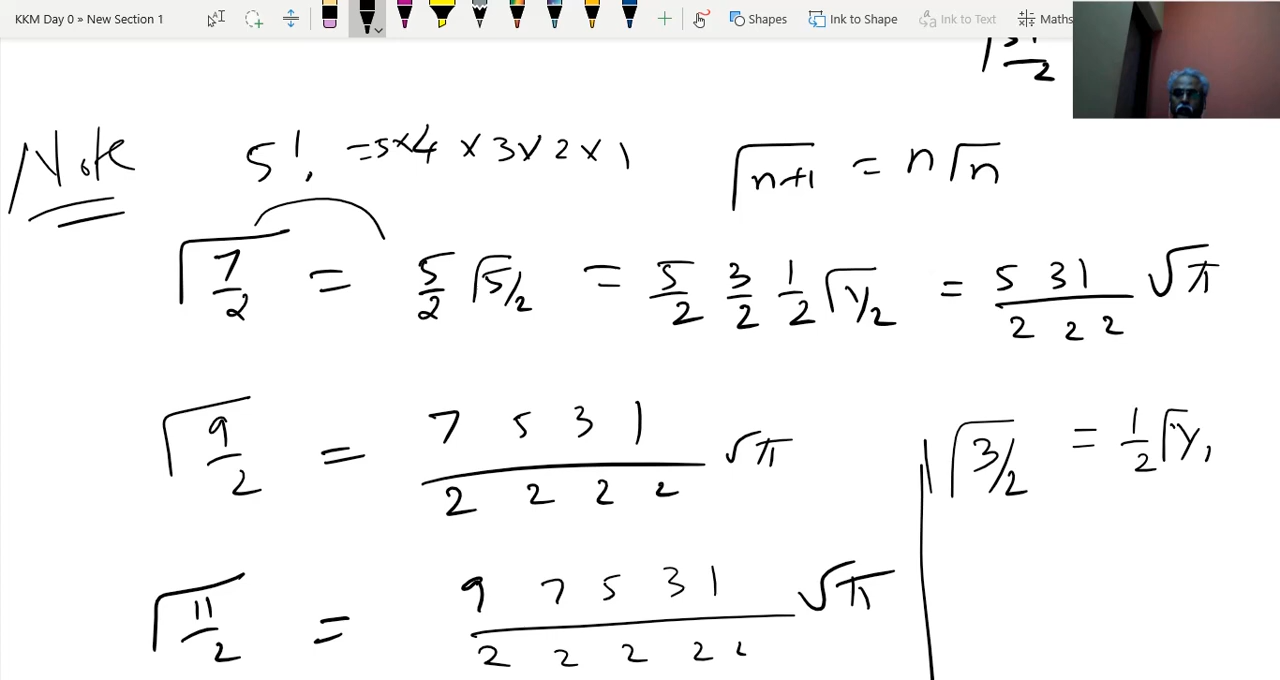 KKM Day 0 » New Section 1
Shapes
Ink to Shape
Ink to Text
Maths
Note 5! = 5 × 4 × 3 × 2 × 1 Γn+1 = nΓn
Γ7/2 = 5/2 Γ5/2 = 5/2 3/2 1/2 Γ1/2 = 5 3 1 / 2 2 2 √π
Γ9/2 = 7 5 3 1 / 2 2 2 2 √π
Γ3/2 = 1/2 Γ1/
Γ11/2 = 9 7 5 3 1 / 2 2 2 2 2 √π